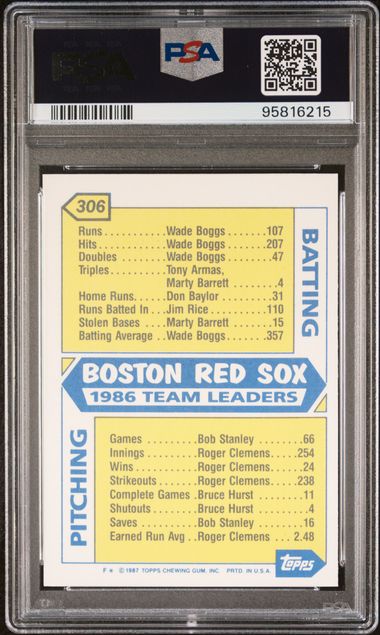 PSA
95816215
306
BATTING
Runs..........Wade Boggs.......107
Hits............Wade Boggs......207
Doubles .......Wade Boggs........47
Triples..........Tony Armas,
Marty Barrett.....4
Home Runs.....Don Baylor........31
Runs Batted In...Jim Rice........110
Stolen Bases ....Marty Barrett....15
Batting Average ..Wade Boggs......357
BOSTON RED SOX
1986 TEAM LEADERS
PITCHING
Games ..........Bob Stanley.......66
Innings..........Roger Clemens...254
Wins............Roger Clemens....24
Strikeouts........Roger Clemens...238
Complete Games .Bruce Hurst.......11
Shutouts.........Bruce Hurst........4
Saves ...........Bob Stanley.......16
Earned Run Avg ..Roger Clemens...2.48
F* © 1987 TOPPS CHEWING GUM, INC. PRTD. IN U.S.A.
Topps
PSA